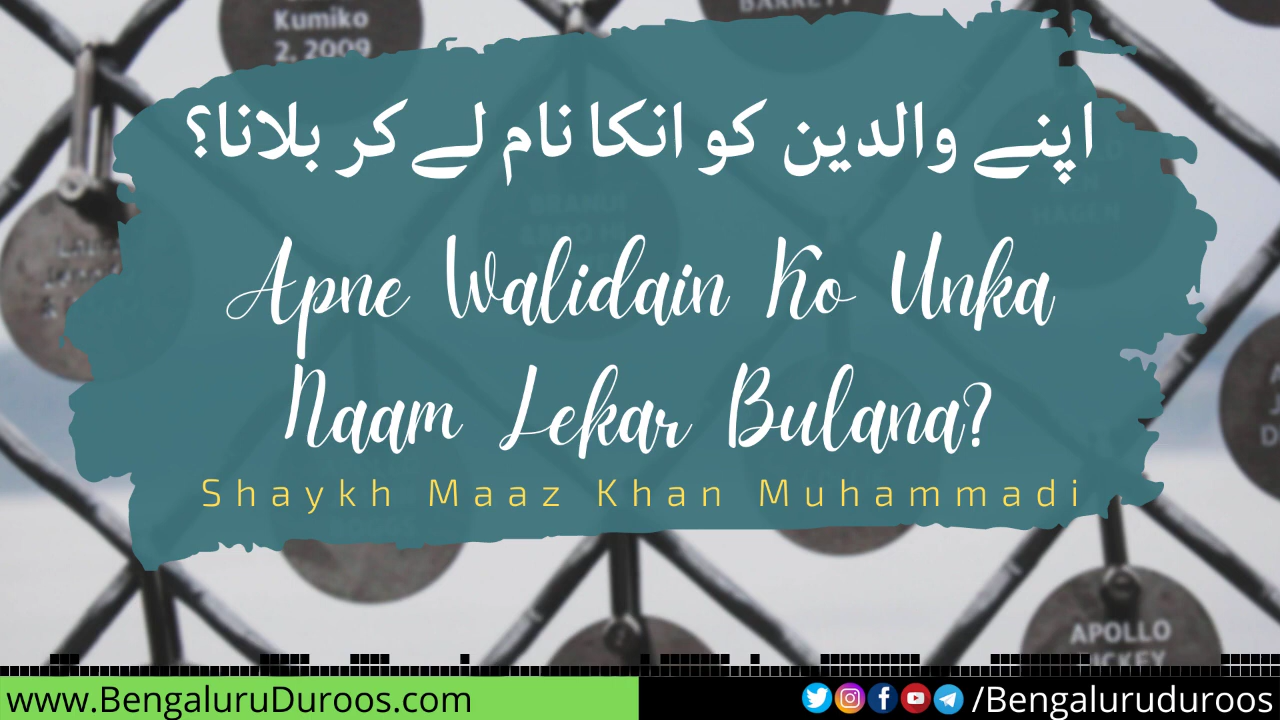 Kumiko
2, 2009
BARRETT
اپنے والدین کو انکا نام لے کر بلانا؟
Apne Walidain Ko Unka
Naam Lekar Bulana?
Shaykh Maaz Khan Muhammadi
APOLLO
www.BengaluruDuroos.com
/Bengaluruduroos